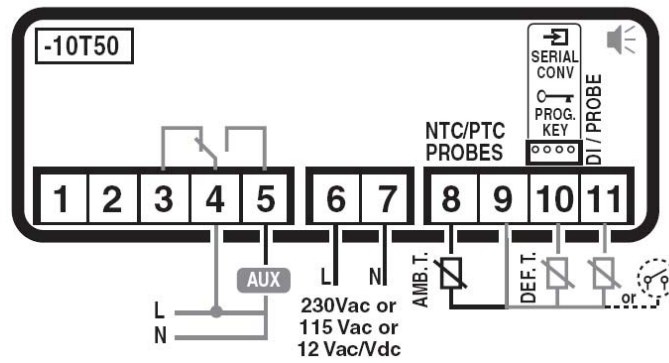 -10T50
SERIAL
CONV
PROG.
KEY
DI / PROBE
NTC/PTC
PROBES
1 2 3 4 5 6 7 8 9 10 11
AUX
L
N
L N
230Vac or
115 Vac or
12 Vac/Vdc
AMB. T.
DEF. T.
or